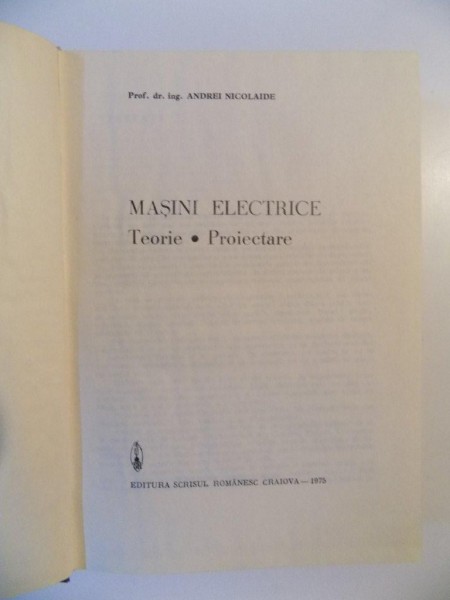 Prof. dr. ing. ANDREI NICOLAIDE
MAȘINI ELECTRICE
Teorie • Proiectare
EDITURA SCRISUL ROMÂNESC CRAIOVA — 1975